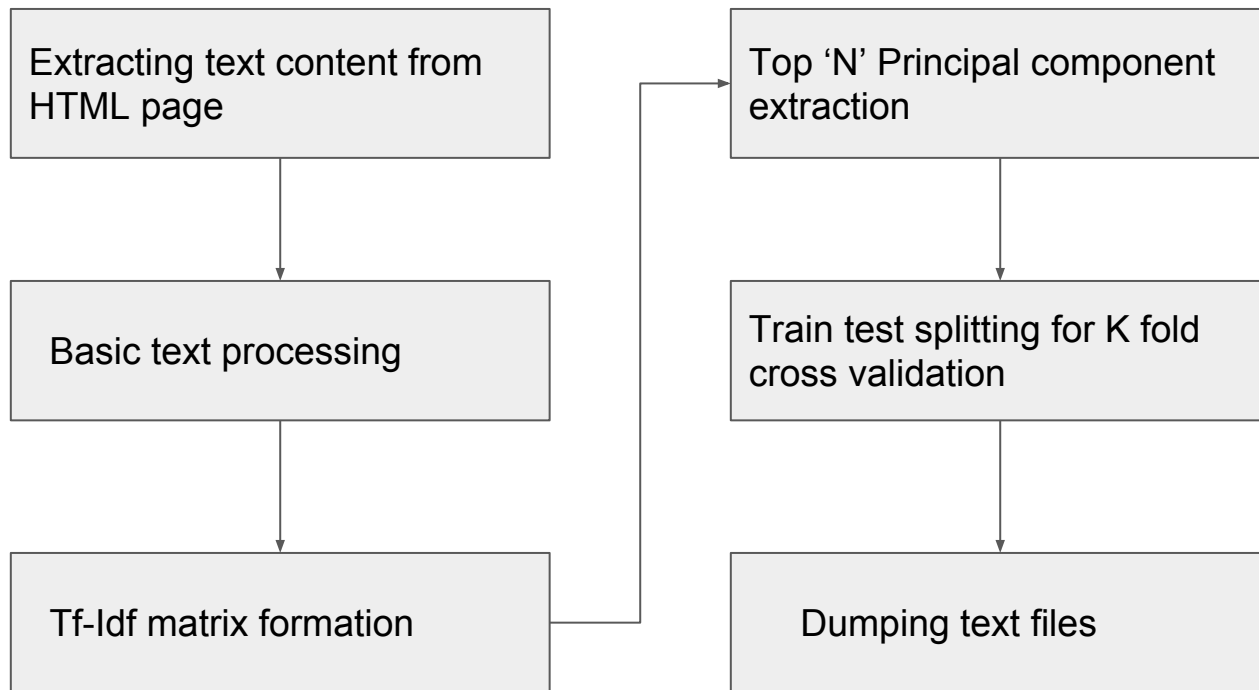 Extracting text content from
HTML page
Basic text processing
Tf-Idf matrix formation
Top ‘N’ Principal component
extraction
Train test splitting for K fold
cross validation
Dumping text files